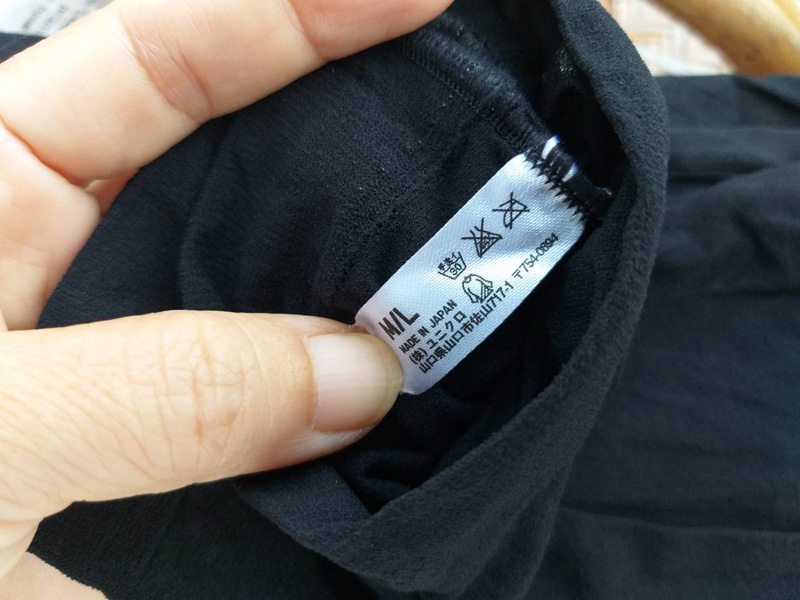 M/L
MADE IN JAPAN
(株)ユニクロ
山口県山口市佐山717-1 〒754-0894
30